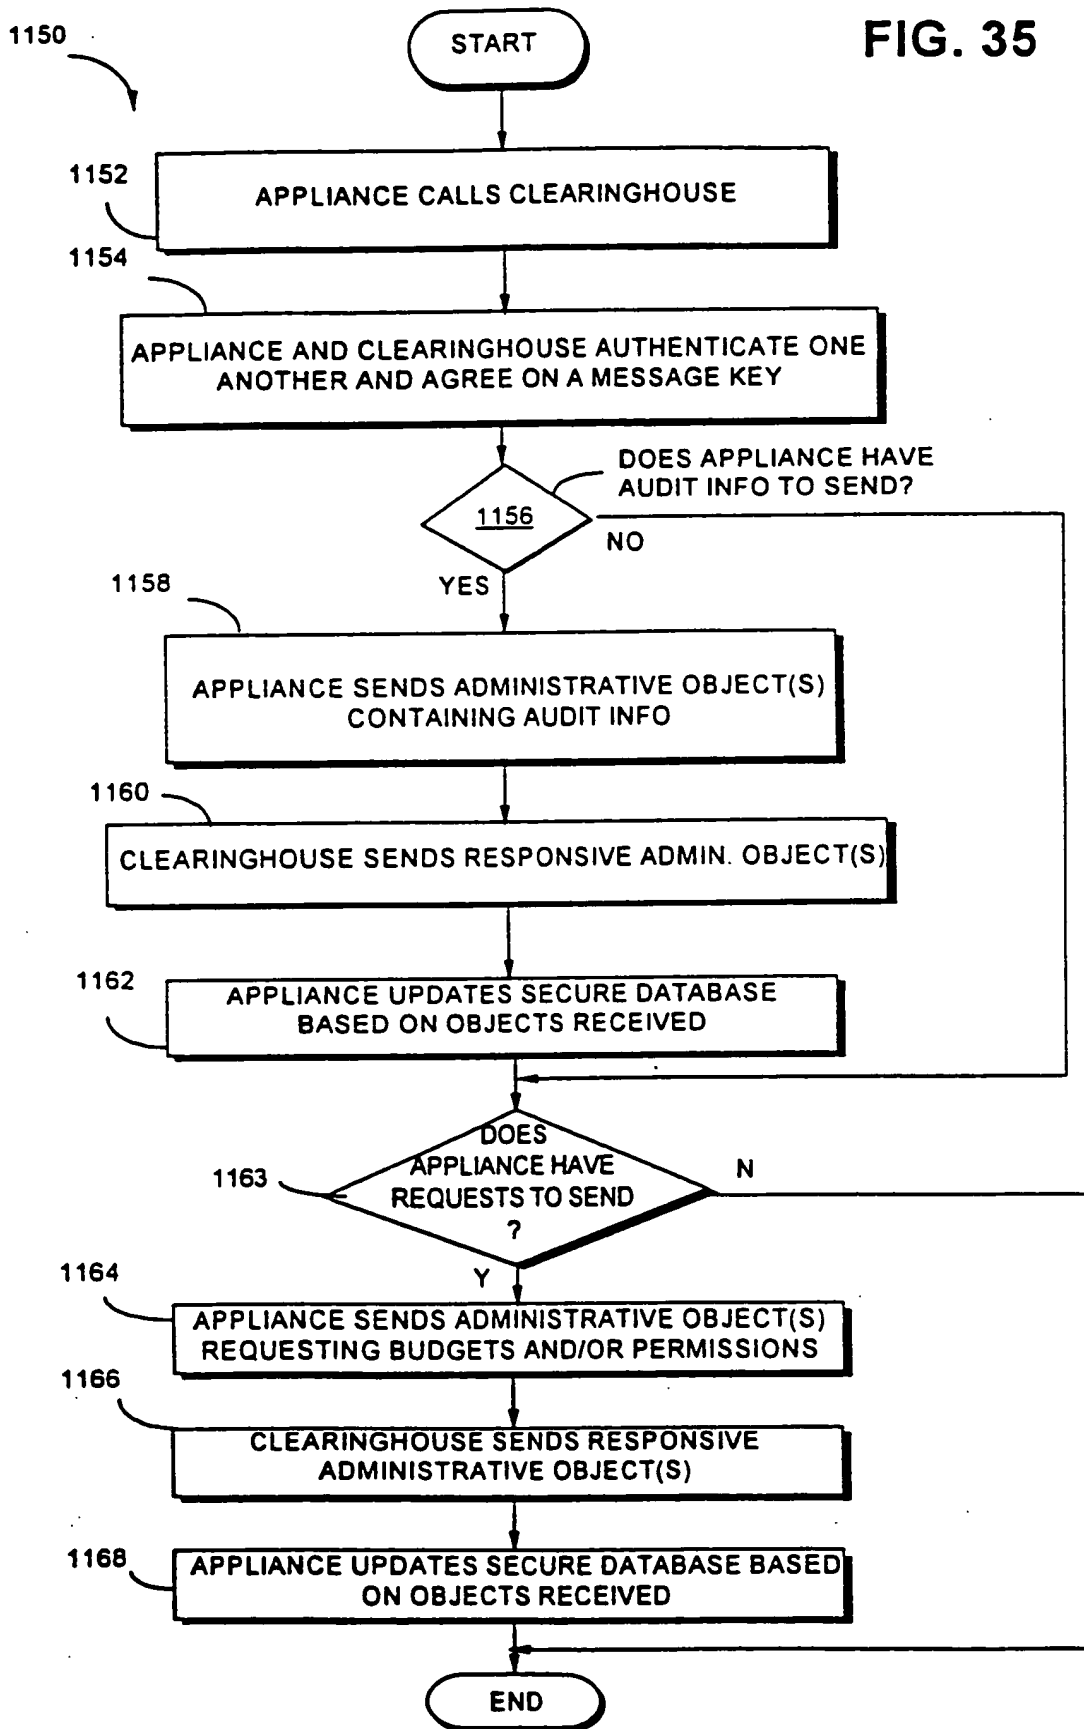 1150
START
FIG. 35
1152
APPLIANCE CALLS CLEARINGHOUSE
1154
APPLIANCE AND CLEARINGHOUSE AUTHENTICATE ONE
ANOTHER AND AGREE ON A MESSAGE KEY
DOES APPLIANCE HAVE
AUDIT INFO TO SEND?
1156
NO
YES
1158
APPLIANCE SENDS ADMINISTRATIVE OBJECT(S)
CONTAINING AUDIT INFO
1160
CLEARINGHOUSE SENDS RESPONSIVE ADMIN. OBJECT(S)
1162
APPLIANCE UPDATES SECURE DATABASE
BASED ON OBJECTS RECEIVED
1163
DOES
APPLIANCE HAVE
REQUESTS TO SEND
?
N
Y
1164
APPLIANCE SENDS ADMINISTRATIVE OBJECT(S)
REQUESTING BUDGETS AND/OR PERMISSIONS
1166
CLEARINGHOUSE SENDS RESPONSIVE
ADMINISTRATIVE OBJECT(S)
1168
APPLIANCE UPDATES SECURE DATABASE BASED
ON OBJECTS RECEIVED
END